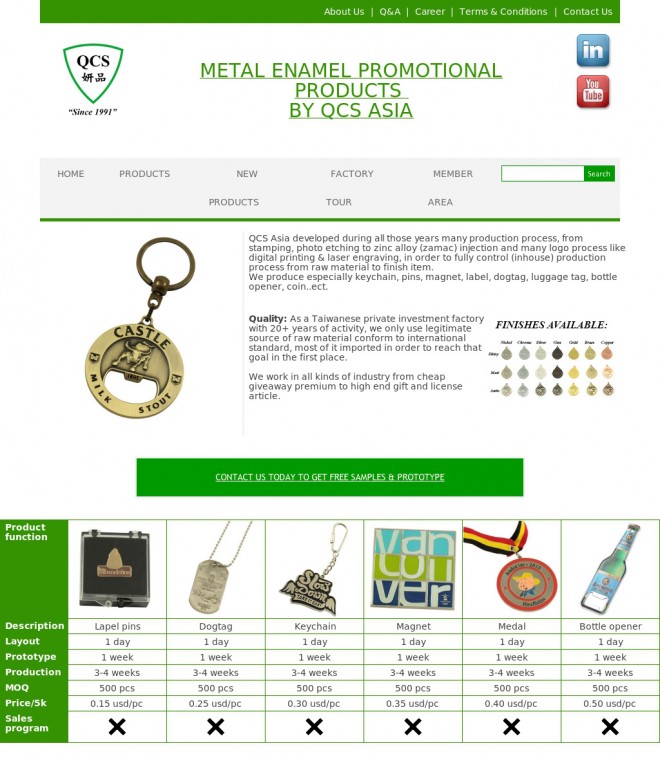 About Us | Q&A | Career | Terms & Conditions | Contact Us
QCS
妍品
“Since 1991”
METAL ENAMEL PROMOTIONAL
PRODUCTS
BY QCS ASIA
in
You
Tube
HOME PRODUCTS NEW FACTORY MEMBER Search
PRODUCTS TOUR AREA
QCS Asia developed during all those years many production process, from
stamping, photo etching to zinc alloy (zamac) injection and many logo process like
digital printing & laser engraving, in order to fully control (inhouse) production
process from raw material to finish item.
We produce especially keychain, pins, magnet, label, dogtag, luggage tag, bottle
opener, coin..ect.
CASTLE
MILK STOUT
Quality: As a Taiwanese private investment factory
with 20+ years of activity, we only use legitimate
source of raw material conform to international
standard, most of it imported in order to reach that
goal in the first place.
We work in all kinds of industry from cheap
giveaway premium to high end gift and license
article.
FINISHES AVAILABLE:
Nickel Chrome Silver Gun Gold Brass Copper
Shiny
Matt
Antic
CONTACT US TODAY TO GET FREE SAMPLES & PROTOTYPE
Product
function
Slow
Down
van
cou
ver
Description Lapel pins Dogtag Keychain Magnet Medal Bottle opener
Layout 1 day 1 day 1 day 1 day 1 day 1 day
Prototype 1 week 1 week 1 week 1 week 1 week 1 week
Production 3-4 weeks 3-4 weeks 3-4 weeks 3-4 weeks 3-4 weeks 3-4 weeks
MOQ 500 pcs 500 pcs 500 pcs 500 pcs 500 pcs 500 pcs
Price/5k 0.15 usd/pc 0.25 usd/pc 0.30 usd/pc 0.35 usd/pc 0.40 usd/pc 0.50 usd/pc
Sales
program